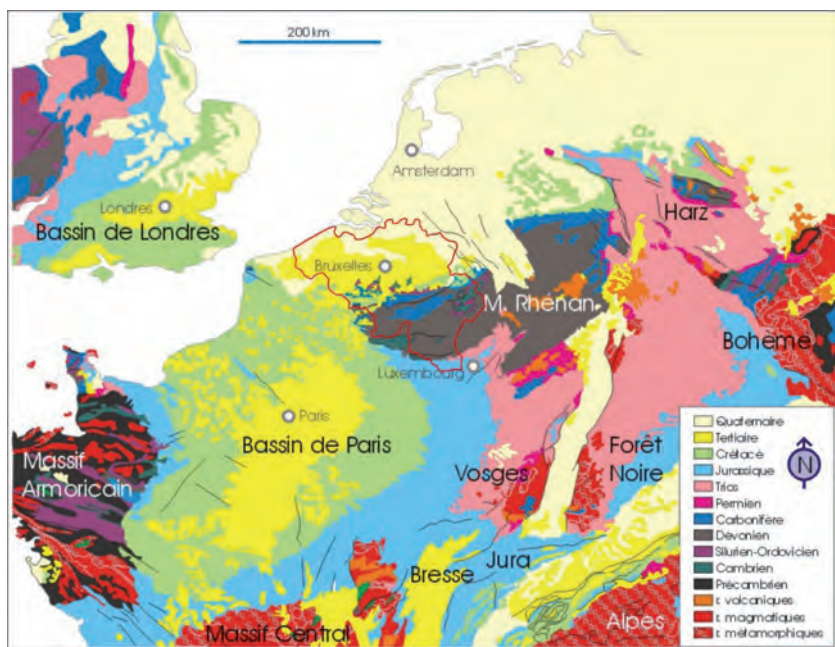 200 km
Amsterdam
Londres
Bassin de Londres
Harz
Bruxelles
M. Rhénan
Bohème
Luxembourg
Paris
Bassin de Paris
Massif
Armoricain
Vosges
Forêt
Noire
Jura
Bresse
Massif Central
Alpes
N
Quaternaire
Tertiaire
Crétacé
Jurassique
Trias
Permien
Carbonifère
Dévonien
Silurien-Ordovicien
Cambrien
Précambrien
r. volcaniques
r. magmatiques
r. métamorphiques